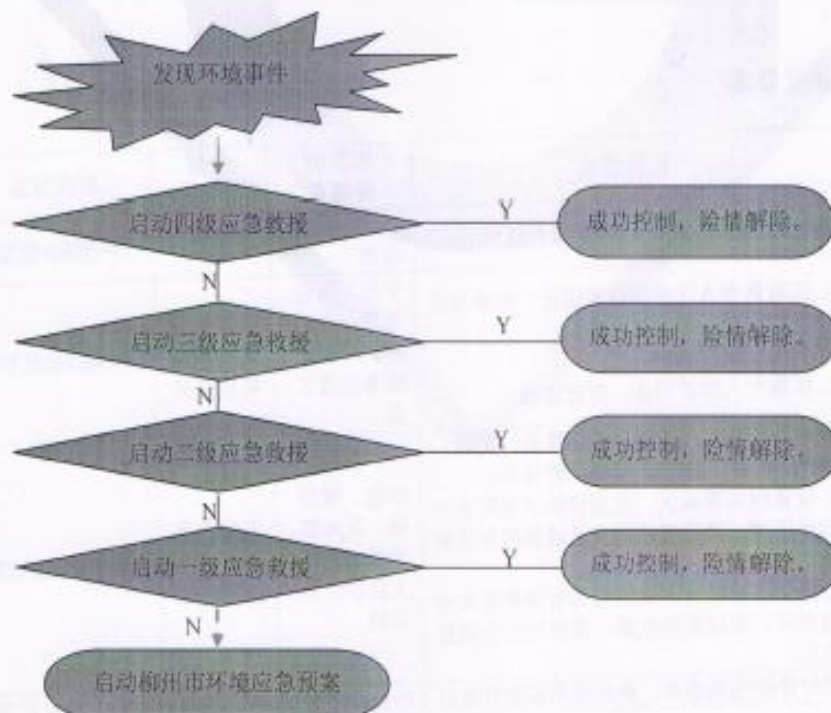 发现环境事件
启动四级应急救援
Y
成功控制，险情解除。
N
启动三级应急救援
Y
成功控制，险情解除。
N
启动二级应急救援
Y
成功控制，险情解除。
N
启动一级应急救援
Y
成功控制，险情解除。
N
启动柳州市环境应急预案